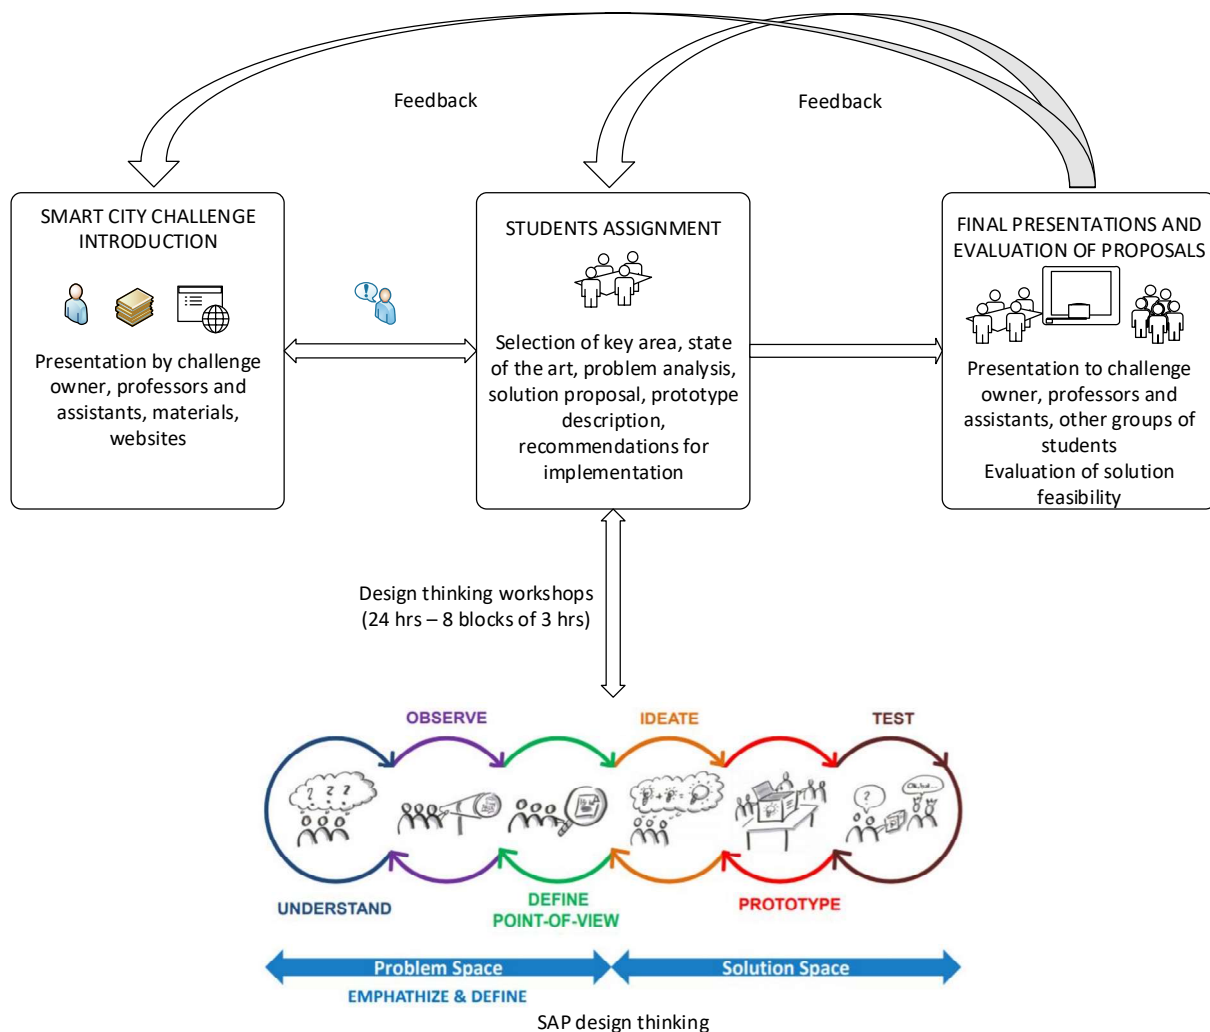 Feedback
Feedback
SMART CITY CHALLENGE
INTRODUCTION
Presentation by challenge
owner, professors and
assistants, materials,
websites
STUDENTS ASSIGNMENT
Selection of key area, state
of the art, problem analysis,
solution proposal, prototype
description,
recommendations for
implementation
FINAL PRESENTATIONS AND
EVALUATION OF PROPOSALS
Presentation to challenge
owner, professors and
assistants, other groups of
students
Evaluation of solution
feasibility
Design thinking workshops
(24 hrs – 8 blocks of 3 hrs)
OBSERVE
IDEATE
TEST
? ? ?
?
UNDERSTAND
DEFINE
POINT-OF-VIEW
PROTOTYPE
Problem Space
Solution Space
EMPHATHIZE & DEFINE
SAP design thinking